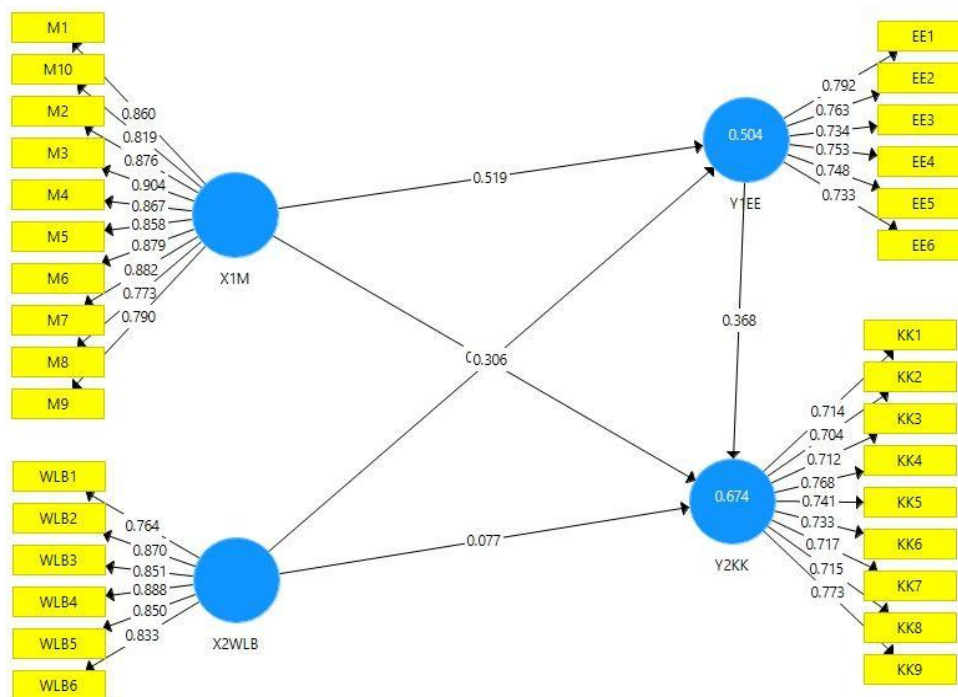 M1
M10
M2
M3
M4
M5
M6
M7
M8
M9
0.860
0.819
0.876
0.904
0.867
0.858
0.879
0.882
0.773
0.790
X1M
WLB1
WLB2
WLB3
WLB4
WLB5
WLB6
0.764
0.870
0.851
0.888
0.850
0.833
X2WLB
0.519
0.306
0.077
0.368
0.504
Y1EE
0.792
0.763
0.734
0.753
0.748
0.733
EE1
EE2
EE3
EE4
EE5
EE6
0.674
Y2KK
0.714
0.704
0.712
0.768
0.741
0.733
0.717
0.715
0.773
KK1
KK2
KK3
KK4
KK5
KK6
KK7
KK8
KK9